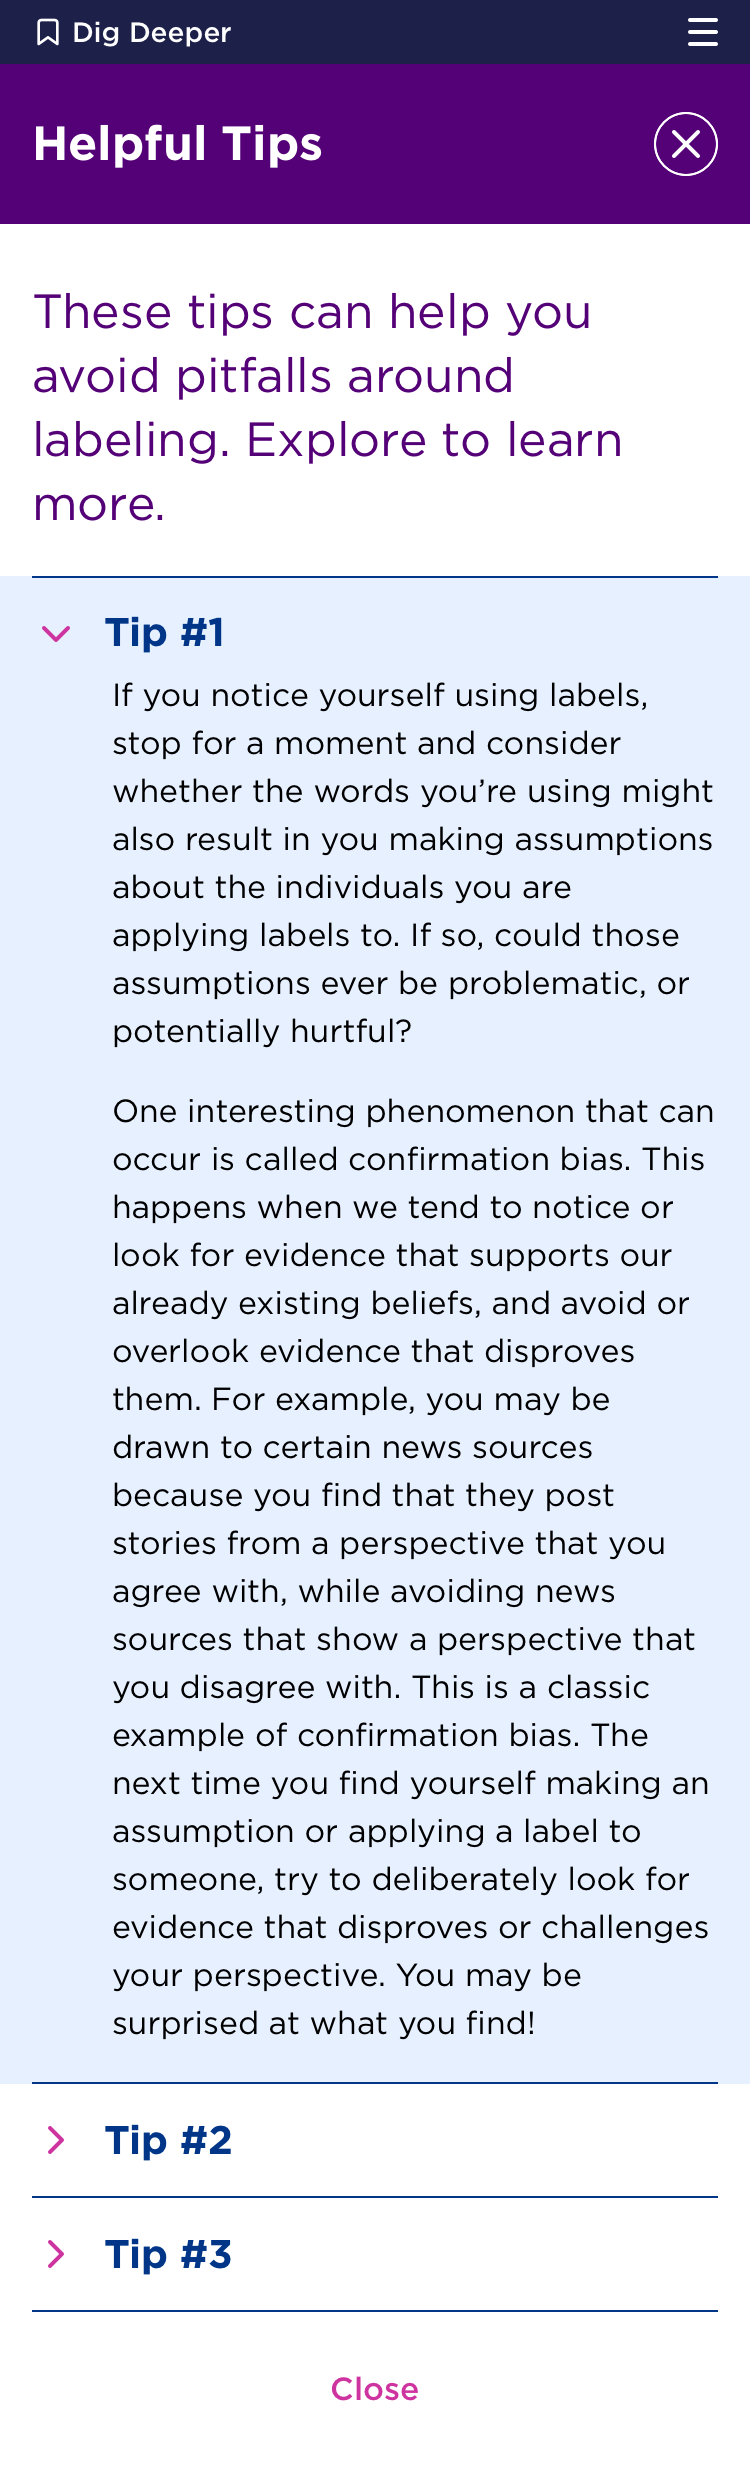 Dig Deeper
Helpful Tips
These tips can help you
avoid pitfalls around
labeling. Explore to learn
more.
Tip #1
If you notice yourself using labels,
stop for a moment and consider
whether the words you’re using might
also result in you making assumptions
about the individuals you are
applying labels to. If so, could those
assumptions ever be problematic, or
potentially hurtful?
One interesting phenomenon that can
occur is called confirmation bias. This
happens when we tend to notice or
look for evidence that supports our
already existing beliefs, and avoid or
overlook evidence that disproves
them. For example, you may be
drawn to certain news sources
because you find that they post
stories from a perspective that you
agree with, while avoiding news
sources that show a perspective that
you disagree with. This is a classic
example of confirmation bias. The
next time you find yourself making an
assumption or applying a label to
someone, try to deliberately look for
evidence that disproves or challenges
your perspective. You may be
surprised at what you find!
Tip #2
Tip #3
Close